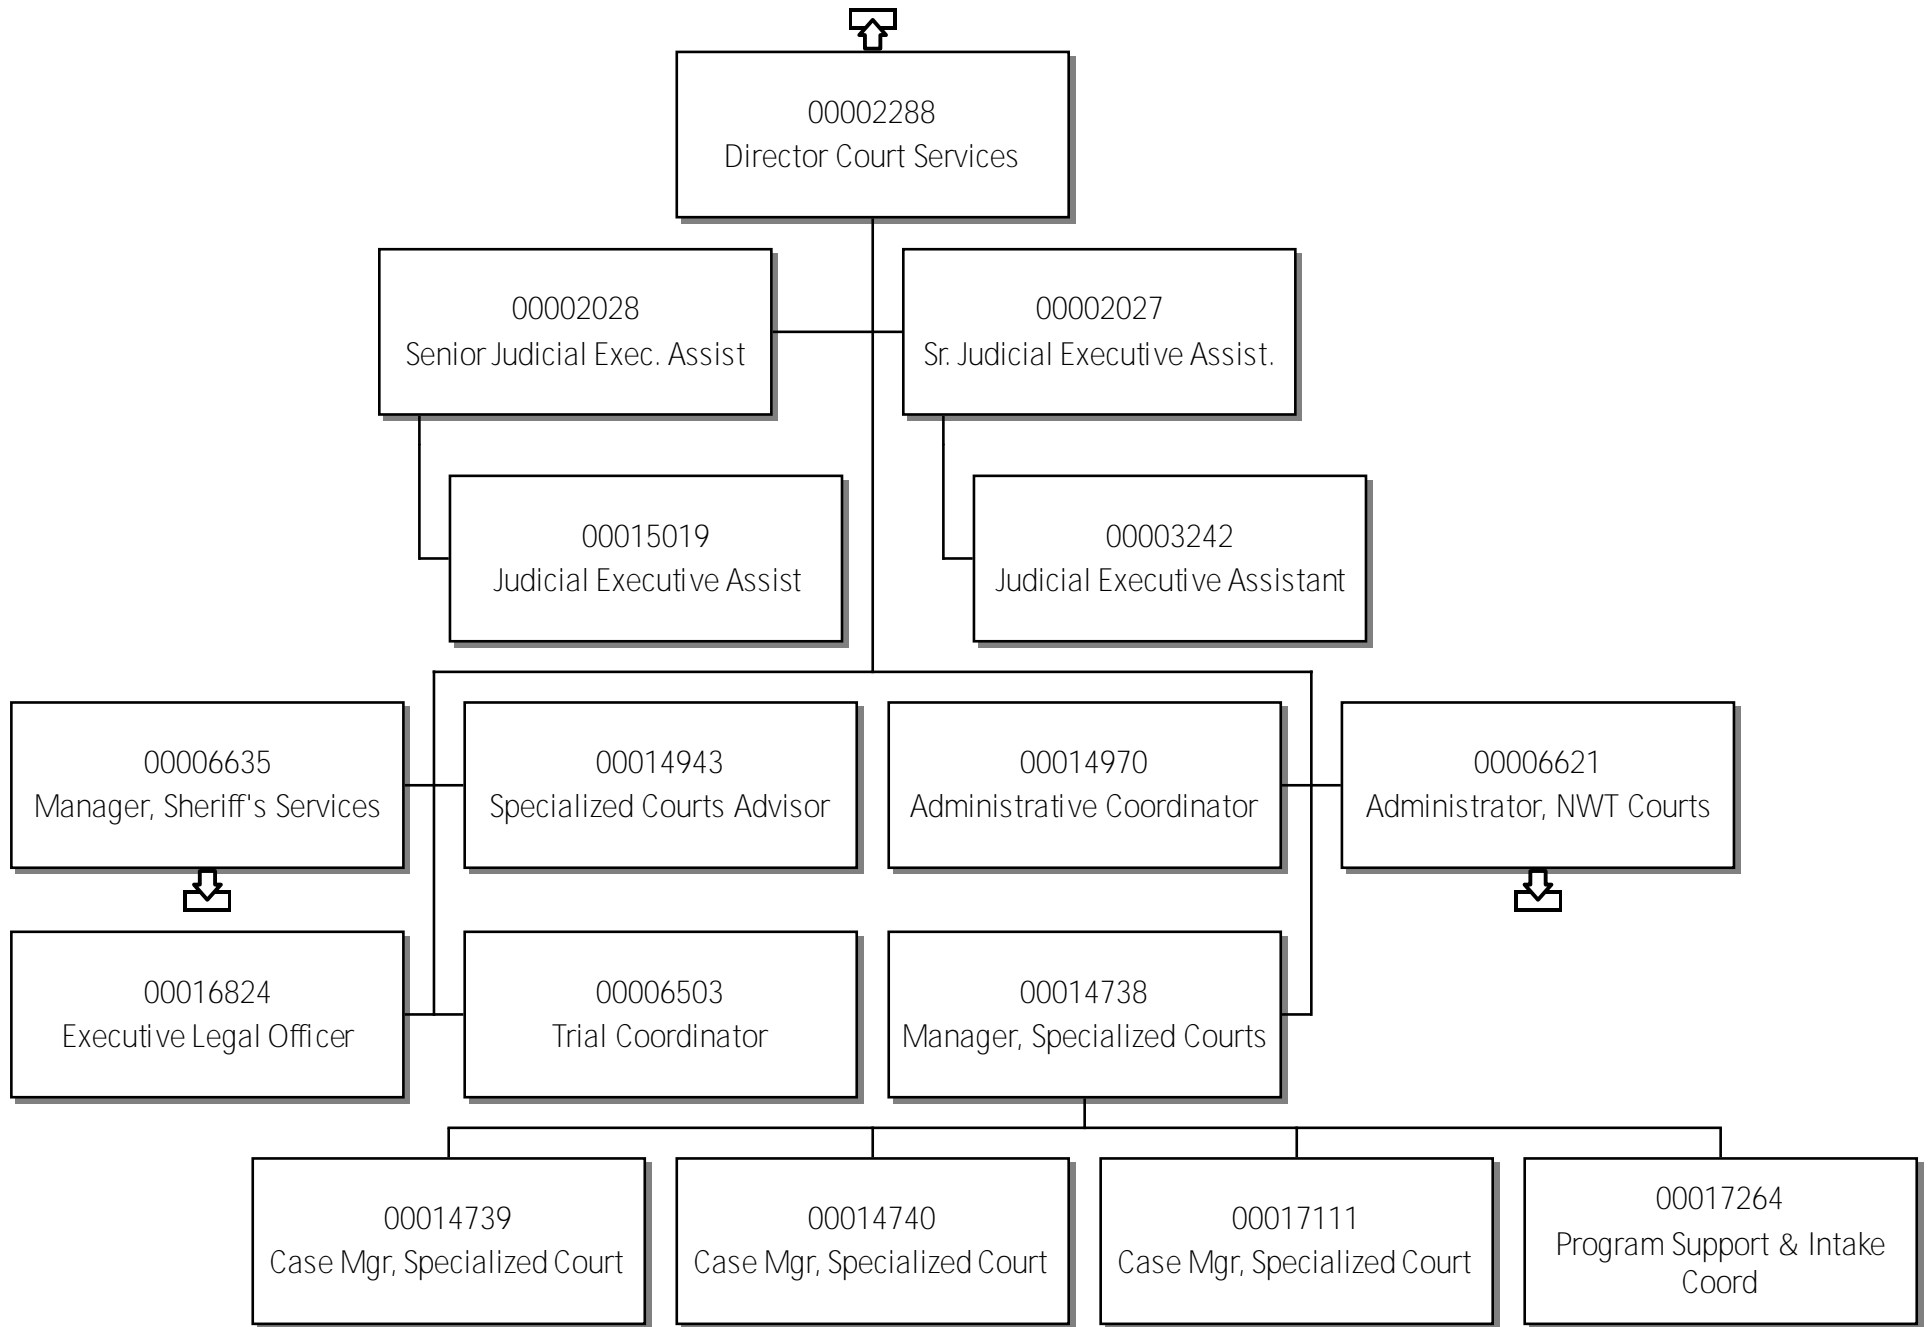 00002288
Director Court Services
00002028
Senior Judicial Exec. Assist
00002027
Sr. Judicial Executive Assist.
00015019
Judicial Executive Assist
00003242
Judicial Executive Assistant
00006635
Manager, Sheriff's Services
00014943
Specialized Courts Advisor
00014970
Administrative Coordinator
00006621
Administrator, NWT Courts
00016824
Executive Legal Officer
00006503
Trial Coordinator
00014738
Manager, Specialized Courts
00014739
Case Mgr, Specialized Court
00014740
Case Mgr, Specialized Court
00017111
Case Mgr, Specialized Court
00017264
Program Support & Intake
Coord